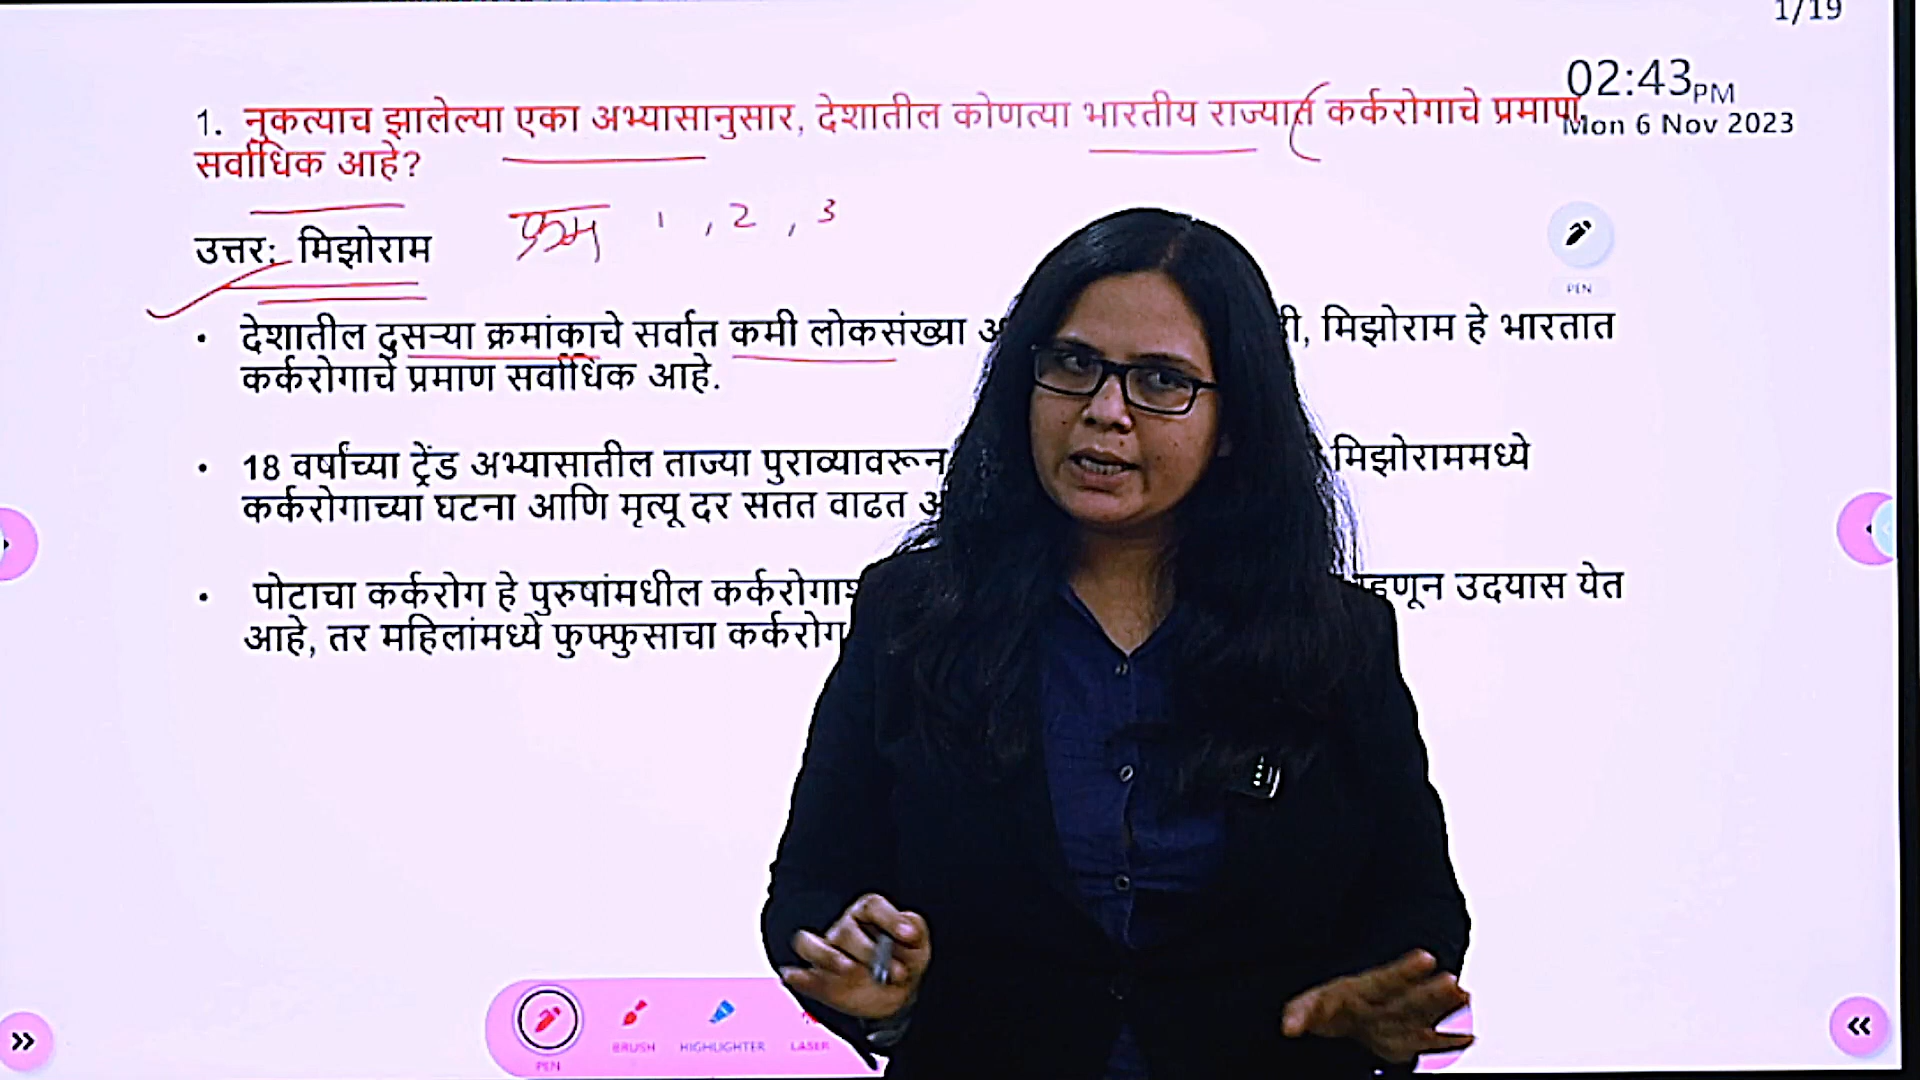 1/19
02:43PM
Mon 6 Nov 2023
1. नुकत्याच झालेल्या एका अभ्यासानुसार, देशातील कोणत्या भारतीय राज्यात कर्करोगाचे प्रमाण
सर्वाधिक आहे?
क्रम 1, 2, 3
उत्तर: मिझोराम
PEN
• देशातील दुसऱ्या क्रमांकाचे सर्वात कमी लोकसंख्या मिझोराम हे भारतात
कर्करोगाचे प्रमाण सर्वाधिक आहे.
• 18 वर्षांच्या ट्रेंड अभ्यासातील ताज्या पुराव्यावरून मिझोराममध्ये
कर्करोगाच्या घटना आणि मृत्यू दर सतत वाढत
• पोटाचा कर्करोग हे पुरुषांमधील उदयास येत
आहे, तर महिलांमध्ये फुफ्फुसाचा कर्करोग
PEN BRUSH HIGHLIGHTER LASER